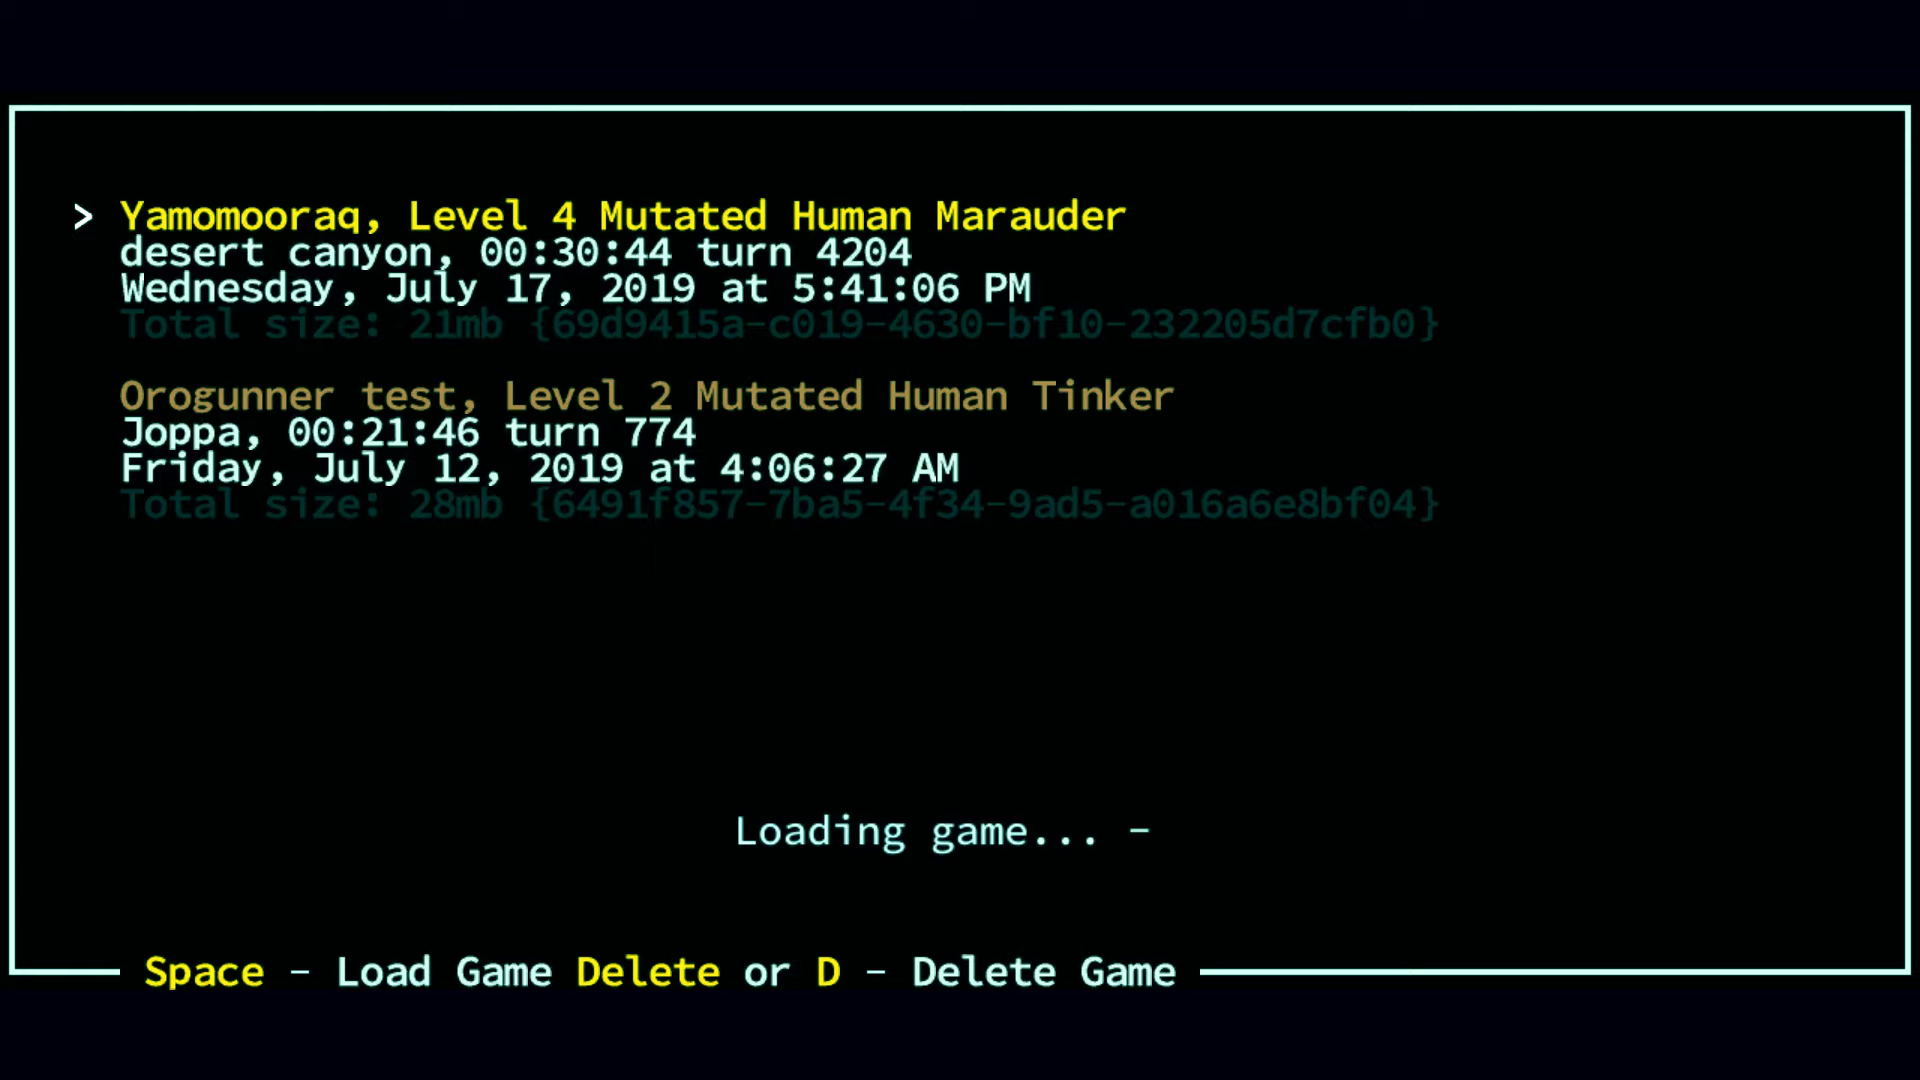 > Yamomooraq, Level 4 Mutated Human Marauder
desert canyon, 00:30:44 turn 4204
Wednesday, July 17, 2019 at 5:41:06 PM
Total size: 21mb {69d9415a-c019-4630-bf10-232205d7cfb0}
Orogunner test, Level 2 Mutated Human Tinker
Joppa, 00:21:46 turn 774
Friday, July 12, 2019 at 4:06:27 AM
Total size: 28mb {6491f857-7ba5-4f34-9ad5-a016a6e8bf04}
Loading game... -
Space - Load Game Delete or D - Delete Game